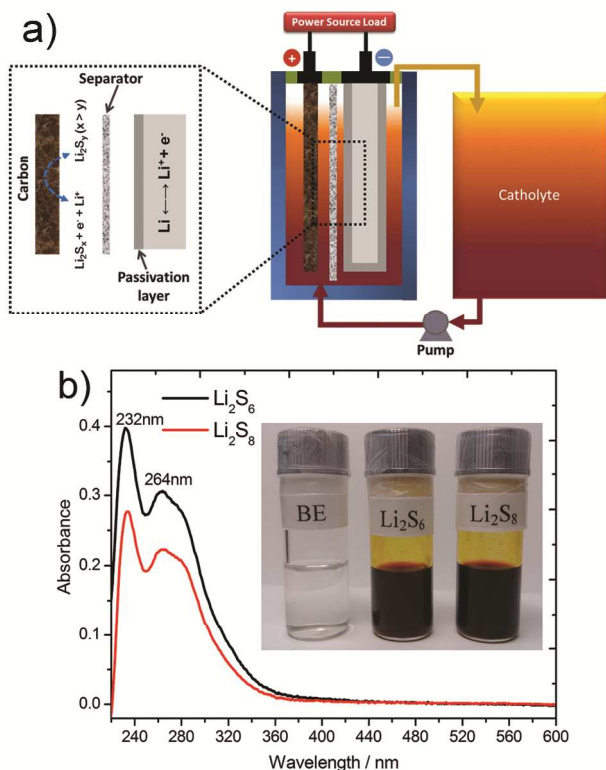 a)
Power Source Load
+
−
Separator
Carbon
Li₂Sₓ + e⁻ + Li⁺
Li₂Sᵧ (x > y)
Li ⟷ Li⁺ + e⁻
Passivation
layer
Catholyte
Pump
b)
Li₂S₆
Li₂S₈
232nm
264nm
BE
Li₂S₆
Li₂S₈
Absorbance
0.4
0.3
0.2
0.1
0.0
240 280 320 360 400 440 480 520 560 600
Wavelength / nm